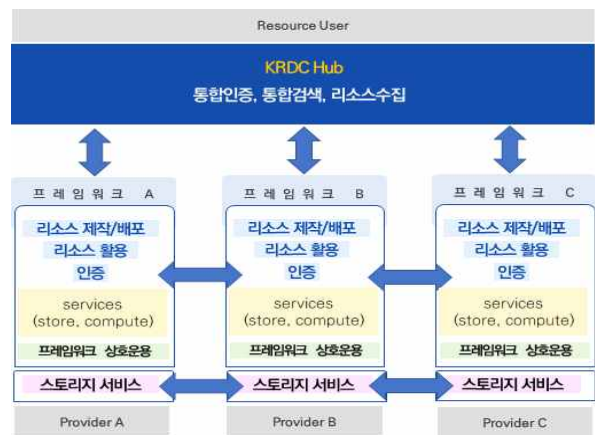 Resource User
KRDC Hub
통합인증, 통합검색, 리소스수집
프레임워크 A
리소스 제작/배포
리소스 활용
인증
services
(store, compute)
프레임워크 상호운용
스토리지 서비스
Provider A
프레임워크 B
리소스 제작/배포
리소스 활용
인증
services
(store, compute)
프레임워크 상호운용
스토리지 서비스
Provider B
프레임워크 C
리소스 제작/배포
리소스 활용
인증
services
(store, compute)
프레임워크 상호운용
스토리지 서비스
Provider C